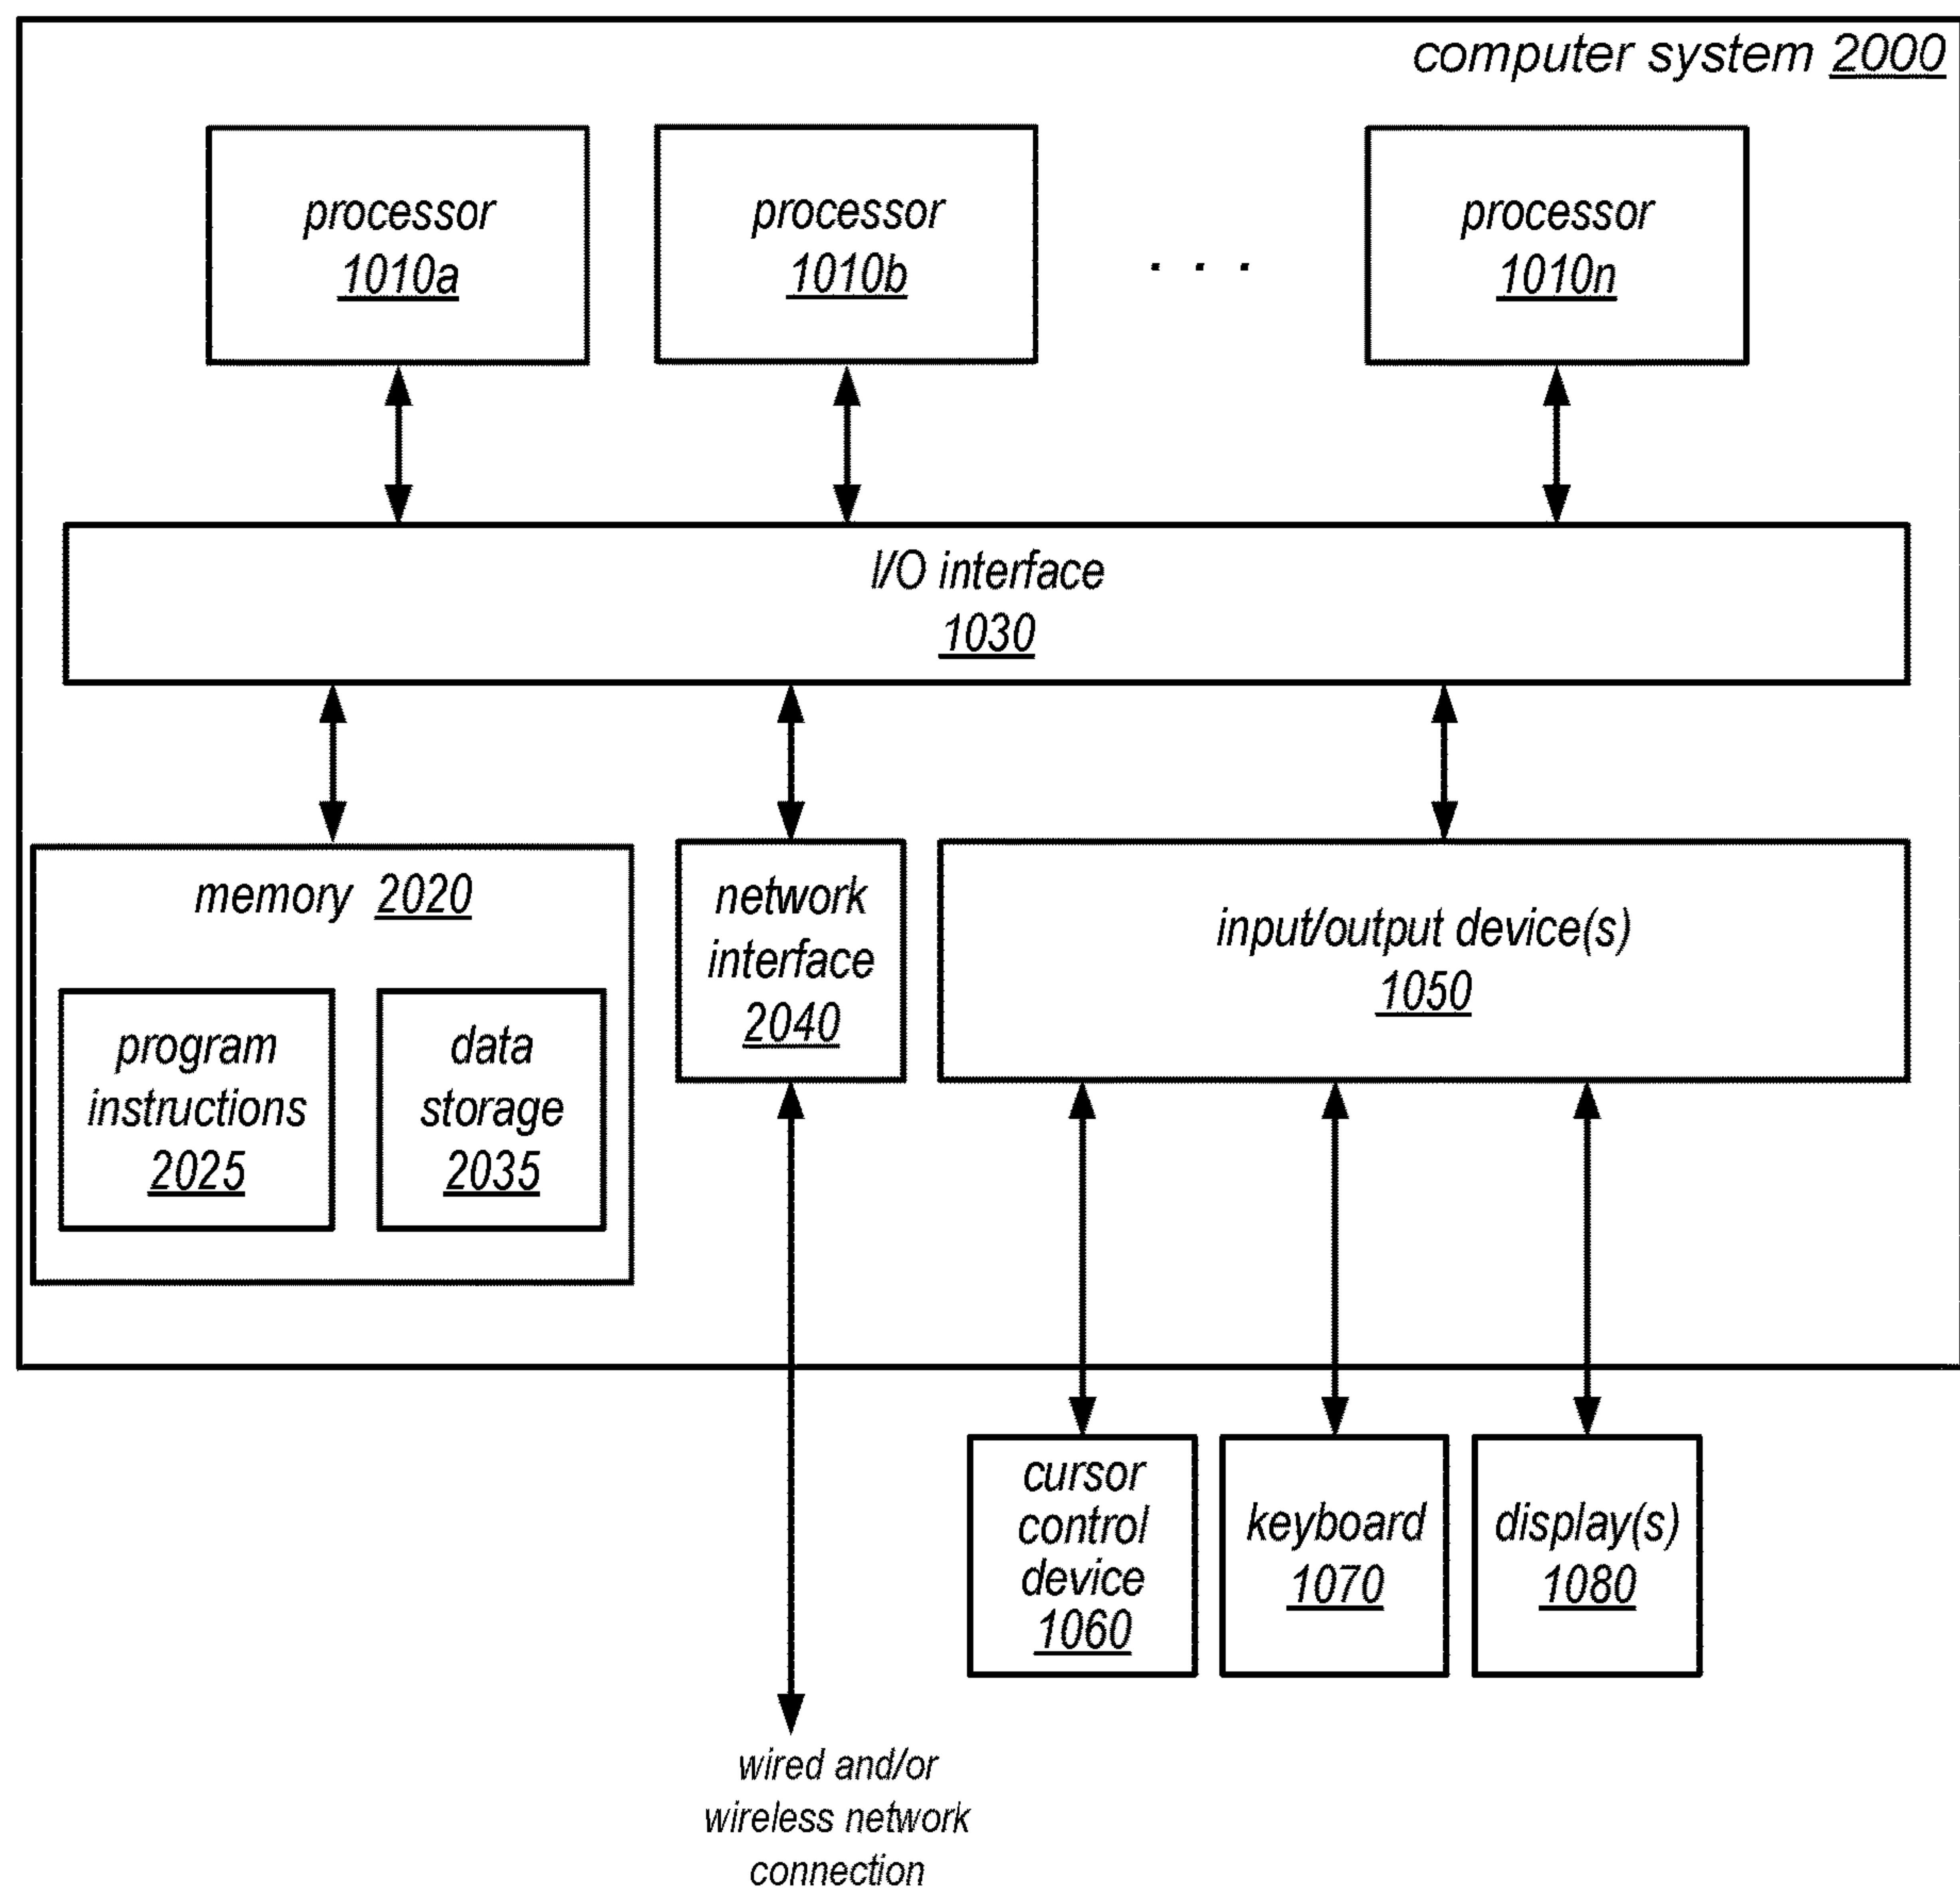 computer system 2000
processor
1010a
processor
1010b
. . .
processor
1010n
I/O interface
1030
memory 2020
program
instructions
2025
data
storage
2035
network
interface
2040
input/output device(s)
1050
cursor
control
device
1060
keyboard
1070
display(s)
1080
wired and/or
wireless network
connection